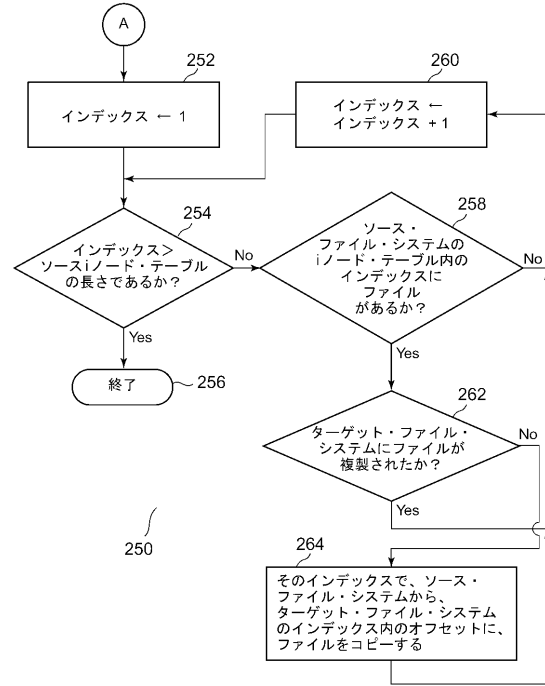 A
252
インデックス ← 1
260
インデックス ←
インデックス + 1
254
インデックス＞
ソースiノード・テーブル
の長さであるか？
No
Yes
256
終了
258
ソース・
ファイル・システムの
iノード・テーブル内の
インデックスに
ファイル
があるか？
No
Yes
262
ターゲット・ファイル・
システムにファイルが
複製されたか？
No
Yes
250
264
そのインデックスで、ソース・
ファイル・システムから、
ターゲット・ファイル・システム
のインデックス内のオフセットに、
ファイルをコピーする